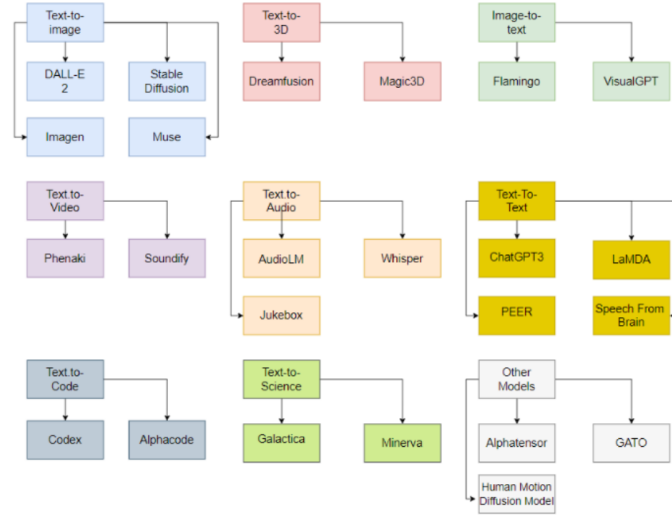 Text-to-
image
DALL-E
2
Stable
Diffusion
Imagen
Muse
Text-to-
3D
Dreamfusion
Magic3D
Image-to-
text
Flamingo
VisualGPT
Text.to-
Video
Phenaki
Soundify
Text.to-
Audio
AudioLM
Whisper
Jukebox
Text-To-
Text
ChatGPT3
LaMDA
PEER
Speech From
Brain
Text.to-
Code
Codex
Alphacode
Text-to-
Science
Galactica
Minerva
Other
Models
Alphatensor
GATO
Human Motion
Diffusion Model